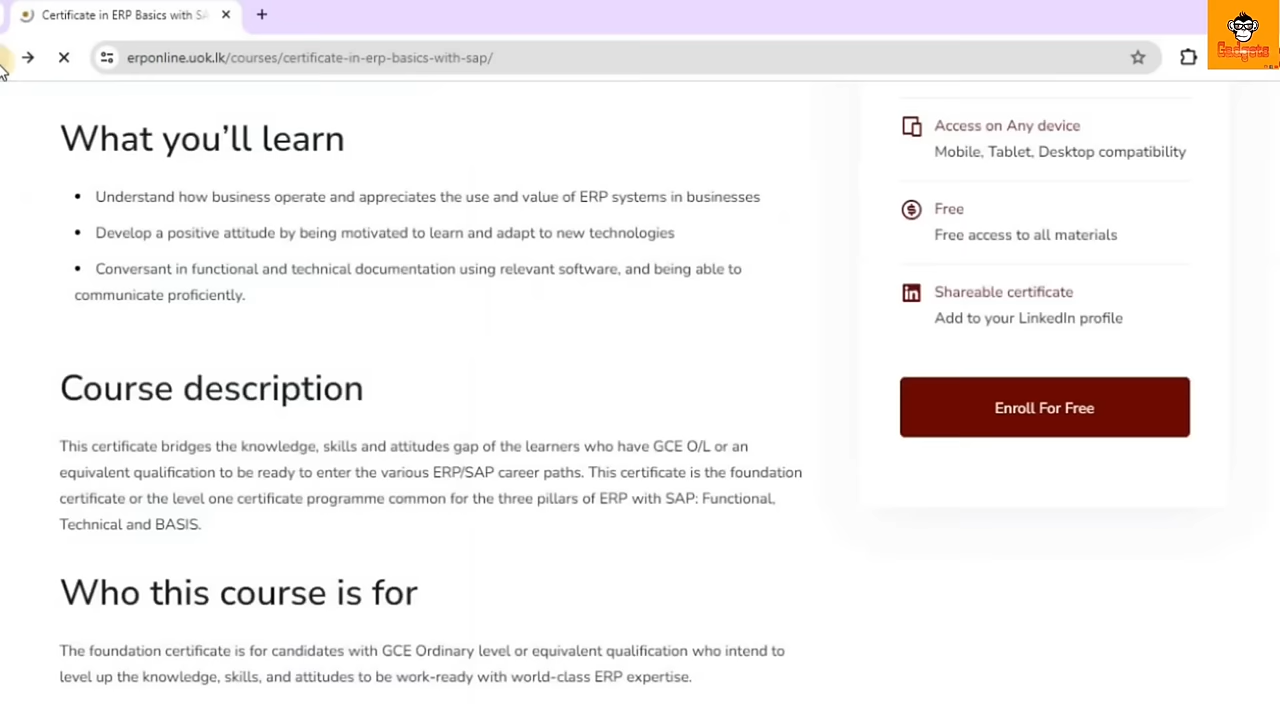 Certificate in ERP Basics with SA
Gadgets
erponline.uok.lk/courses/certificate-in-erp-basics-with-sap/
What you’ll learn
Understand how business operate and appreciates the use and value of ERP systems in businesses
Develop a positive attitude by being motivated to learn and adapt to new technologies
Conversant in functional and technical documentation using relevant software, and being able to
communicate proficiently.
Course description
This certificate bridges the knowledge, skills and attitudes gap of the learners who have GCE O/L or an
equivalent qualification to be ready to enter the various ERP/SAP career paths. This certificate is the foundation
certificate or the level one certificate programme common for the three pillars of ERP with SAP: Functional,
Technical and BASIS.
Who this course is for
The foundation certificate is for candidates with GCE Ordinary level or equivalent qualification who intend to
level up the knowledge, skills, and attitudes to be work-ready with world-class ERP expertise.
Access on Any device
Mobile, Tablet, Desktop compatibility
Free
Free access to all materials
Shareable certificate
Add to your LinkedIn profile
Enroll For Free